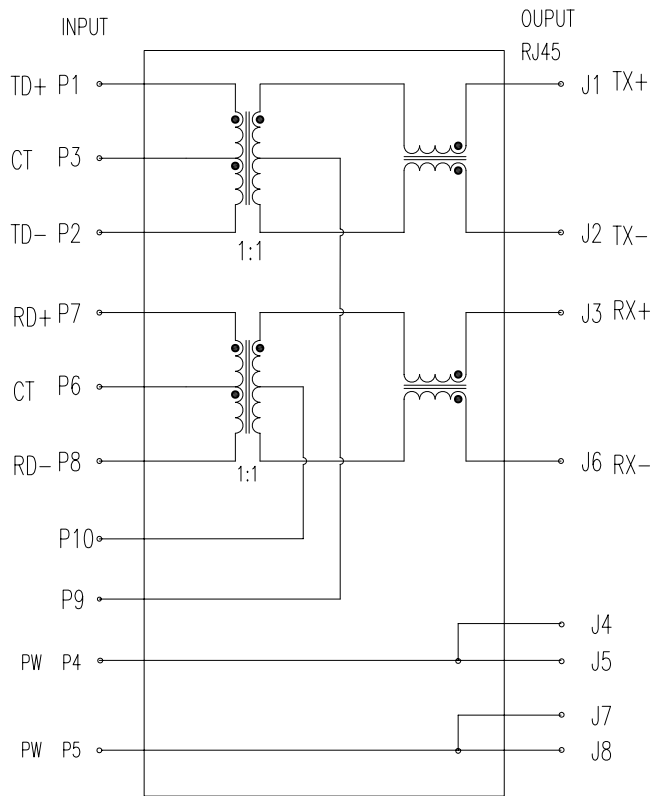 INPUT
OUPUT
RJ45
TD+ P1
J1 TX+
CT P3
TD- P2
J2 TX-
1:1
RD+ P7
J3 RX+
CT P6
RD- P8
J6 RX-
1:1
P10
P9
J4
PW P4
J5
J7
PW P5
J8